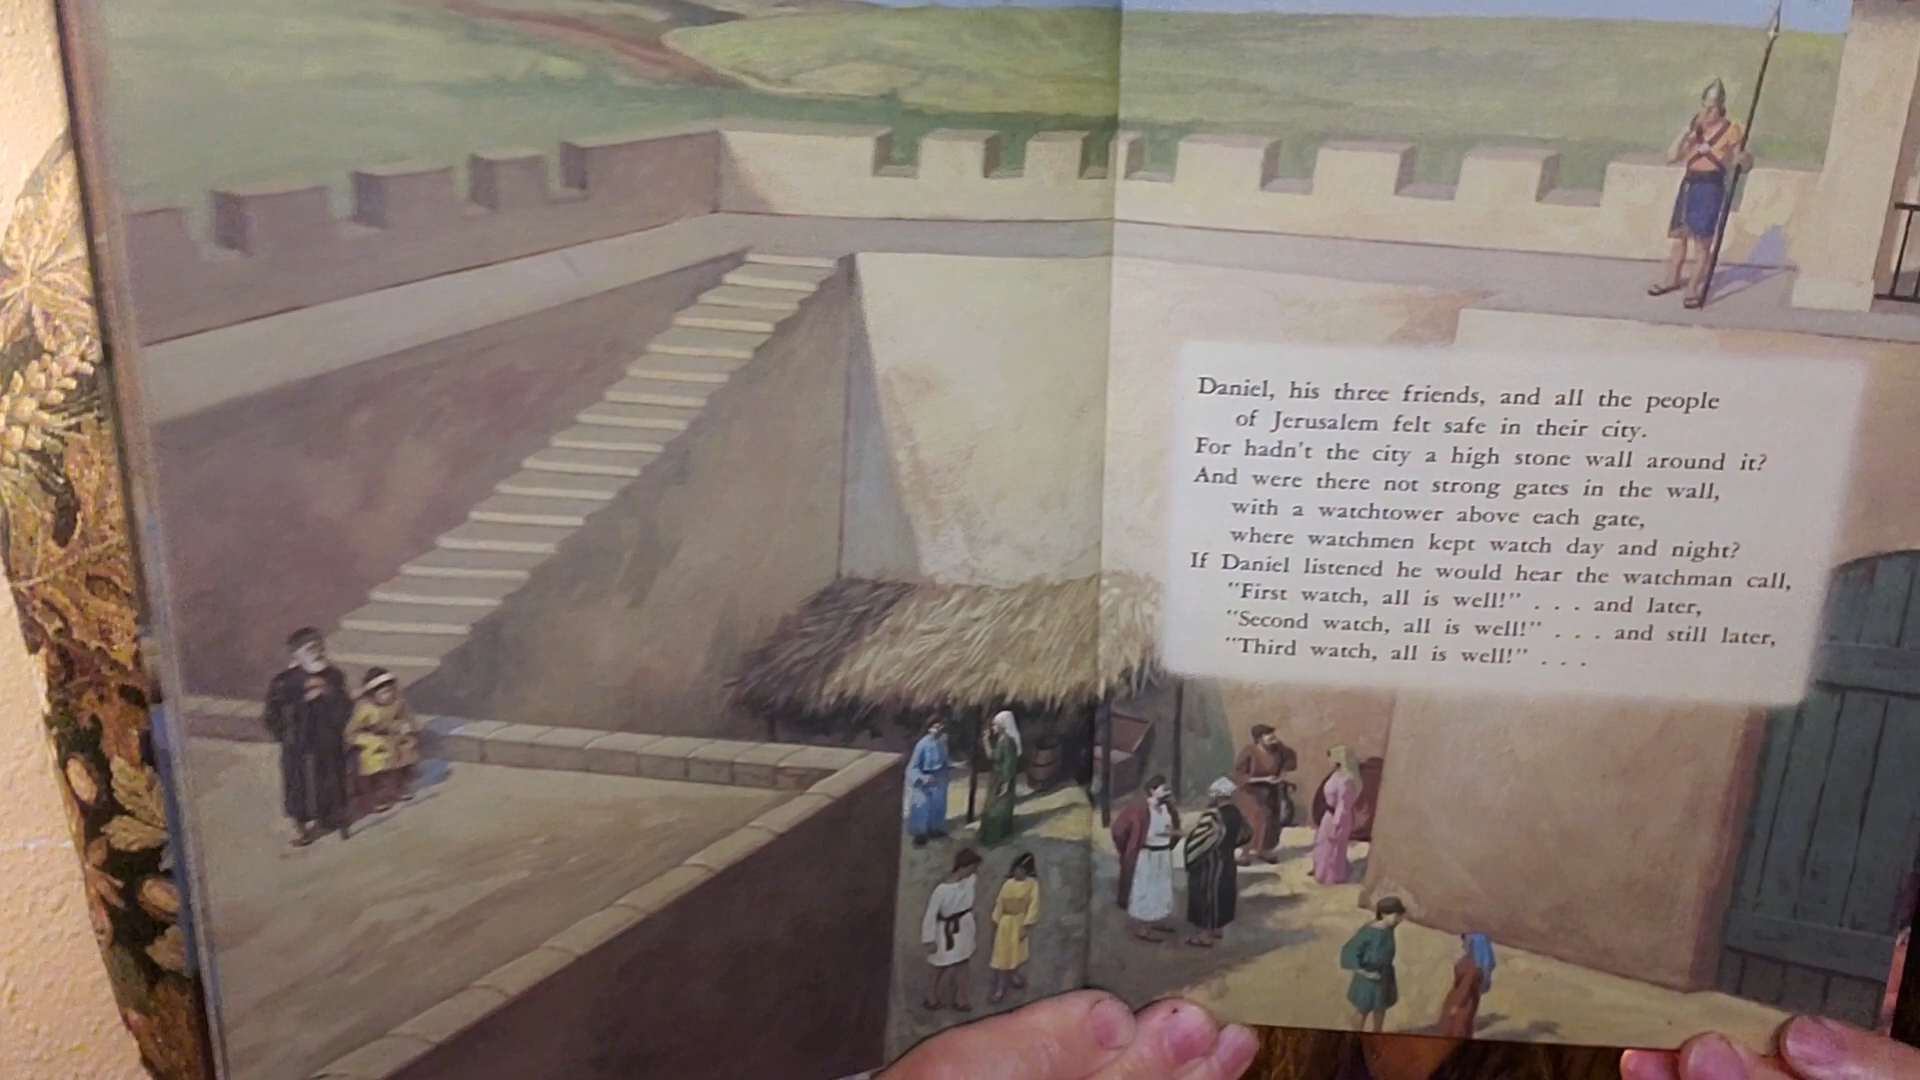 Daniel, his three friends, and all the people
of Jerusalem felt safe in their city.
For hadn't the city a high stone wall around it?
And were there not strong gates in the wall,
with a watchtower above each gate,
where watchmen kept watch day and night?
If Daniel listened he would hear the watchman call,
"First watch, all is well!" . . . and later,
"Second watch, all is well!" . . . and still later,
"Third watch, all is well!" . . .